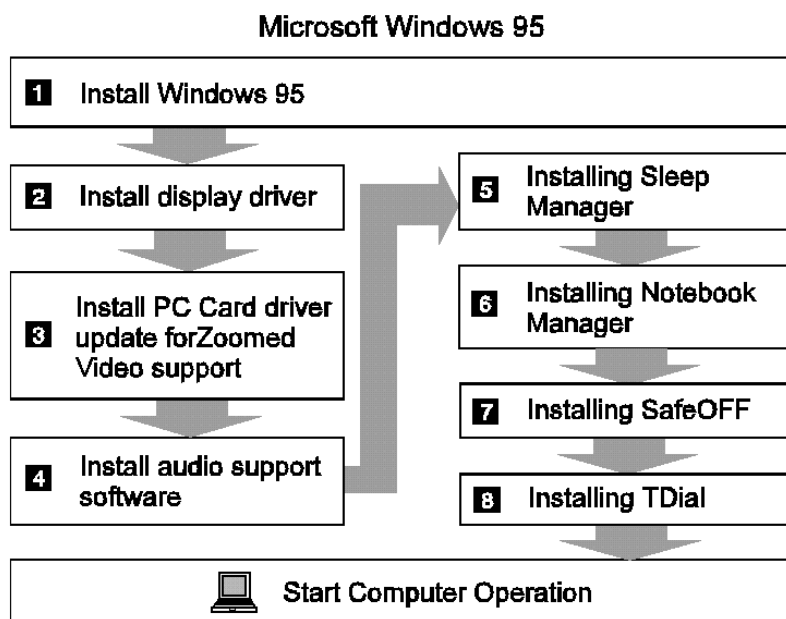 Microsoft Windows 95
1 Install Windows 95
2 Install display driver
3 Install PC Card driver
update forZoomed
Video support
4 Install audio support
software
5 Installing Sleep
Manager
6 Installing Notebook
Manager
7 Installing SafeOFF
8 Installing TDial
Start Computer Operation